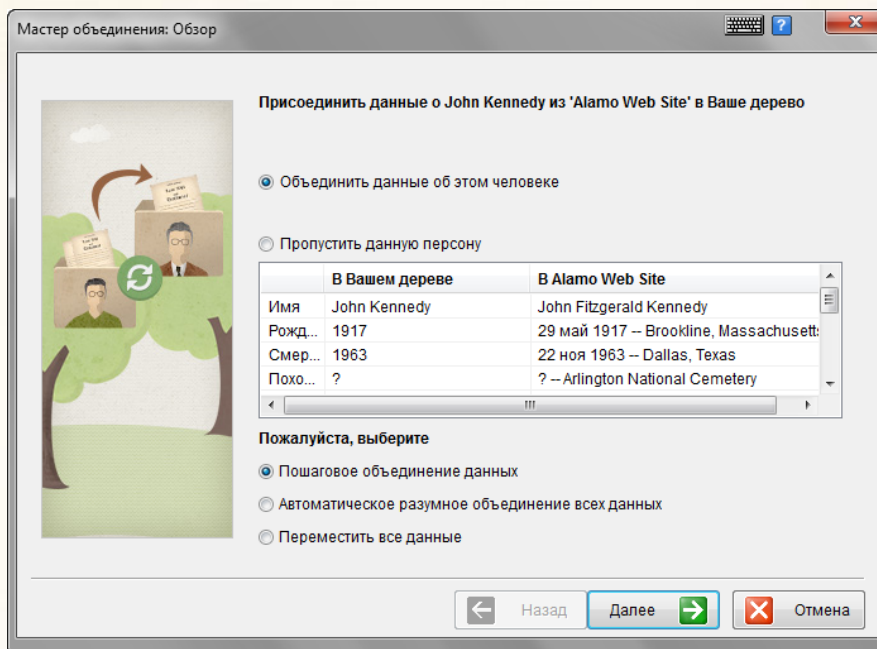 Мастер объединения: Обзор
Присоединить данные о John Kennedy из 'Alamo Web Site' в Ваше дерево
Объединить данные об этом человеке
Пропустить данную персону
В Вашем дереве В Alamo Web Site
Имя John Kennedy John Fitzgerald Kennedy
Рожд... 1917 29 май 1917 -- Brookline, Massachusetts
Смер... 1963 22 ноя 1963 -- Dallas, Texas
Похо... ? ? -- Arlington National Cemetery
Пожалуйста, выберите
Пошаговое объединение данных
Автоматическое разумное объединение всех данных
Переместить все данные
Назад Далее Отмена